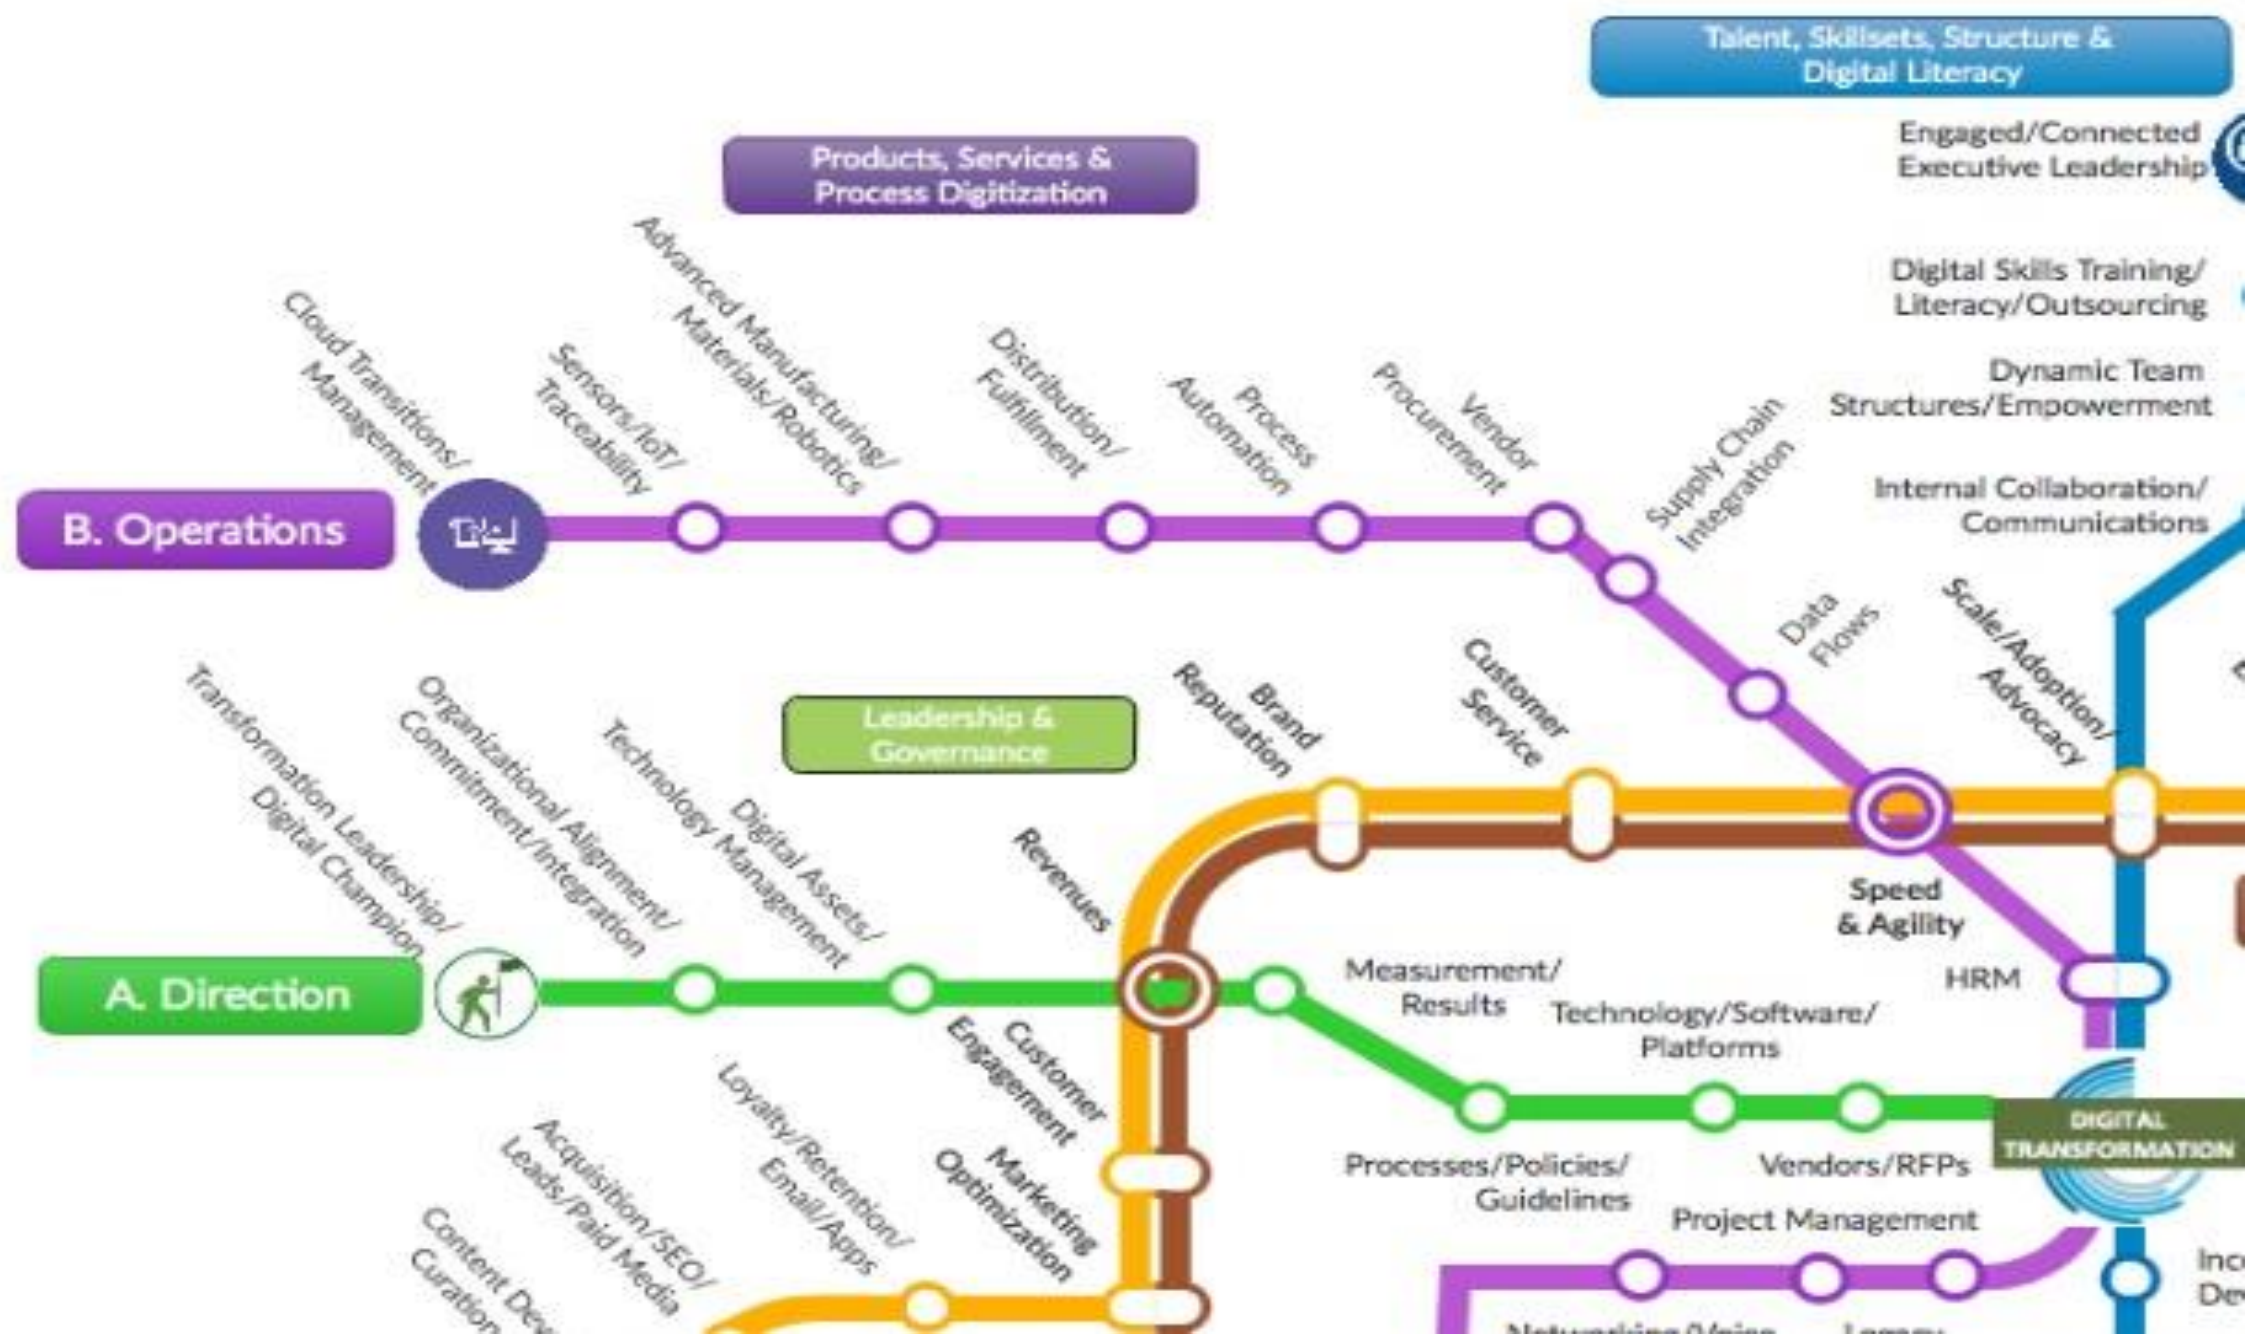 Talent, Skillsets, Structure &
Digital Literacy
Engaged/Connected
Executive Leadership
Products, Services &
Process Digitization
Digital Skills Training/
Literacy/Outsourcing
Dynamic Team
Structures/Empowerment
Internal Collaboration/
Communications
Cloud Transitions/
Management
Sensors/IoT/
Traceability
Advanced Manufacturing/
Materials/Robotics
Distribution/
Fulfillment
Process
Automation
Vendor
Procurement
Supply Chain
Integration
Data
Flows
B. Operations
Scale/Adoption/
Advocacy
Leadership &
Governance
Brand
Reputation
Customer
Service
Transformation Leadership/
Digital Champion
Organizational Alignment/
Commitment/Integration
Digital Assets/
Technology Management
Revenues
Speed
& Agility
A. Direction
Measurement/
Results
HRM
Technology/Software/
Platforms
Customer
Engagement
DIGITAL
TRANSFORMATION
Processes/Policies/
Guidelines
Vendors/RFPs
Project Management
Loyalty/Retention/
Email/Apps
Marketing
Optimization
Acquisition/SEO/
Leads/Paid Media
Content
Curation